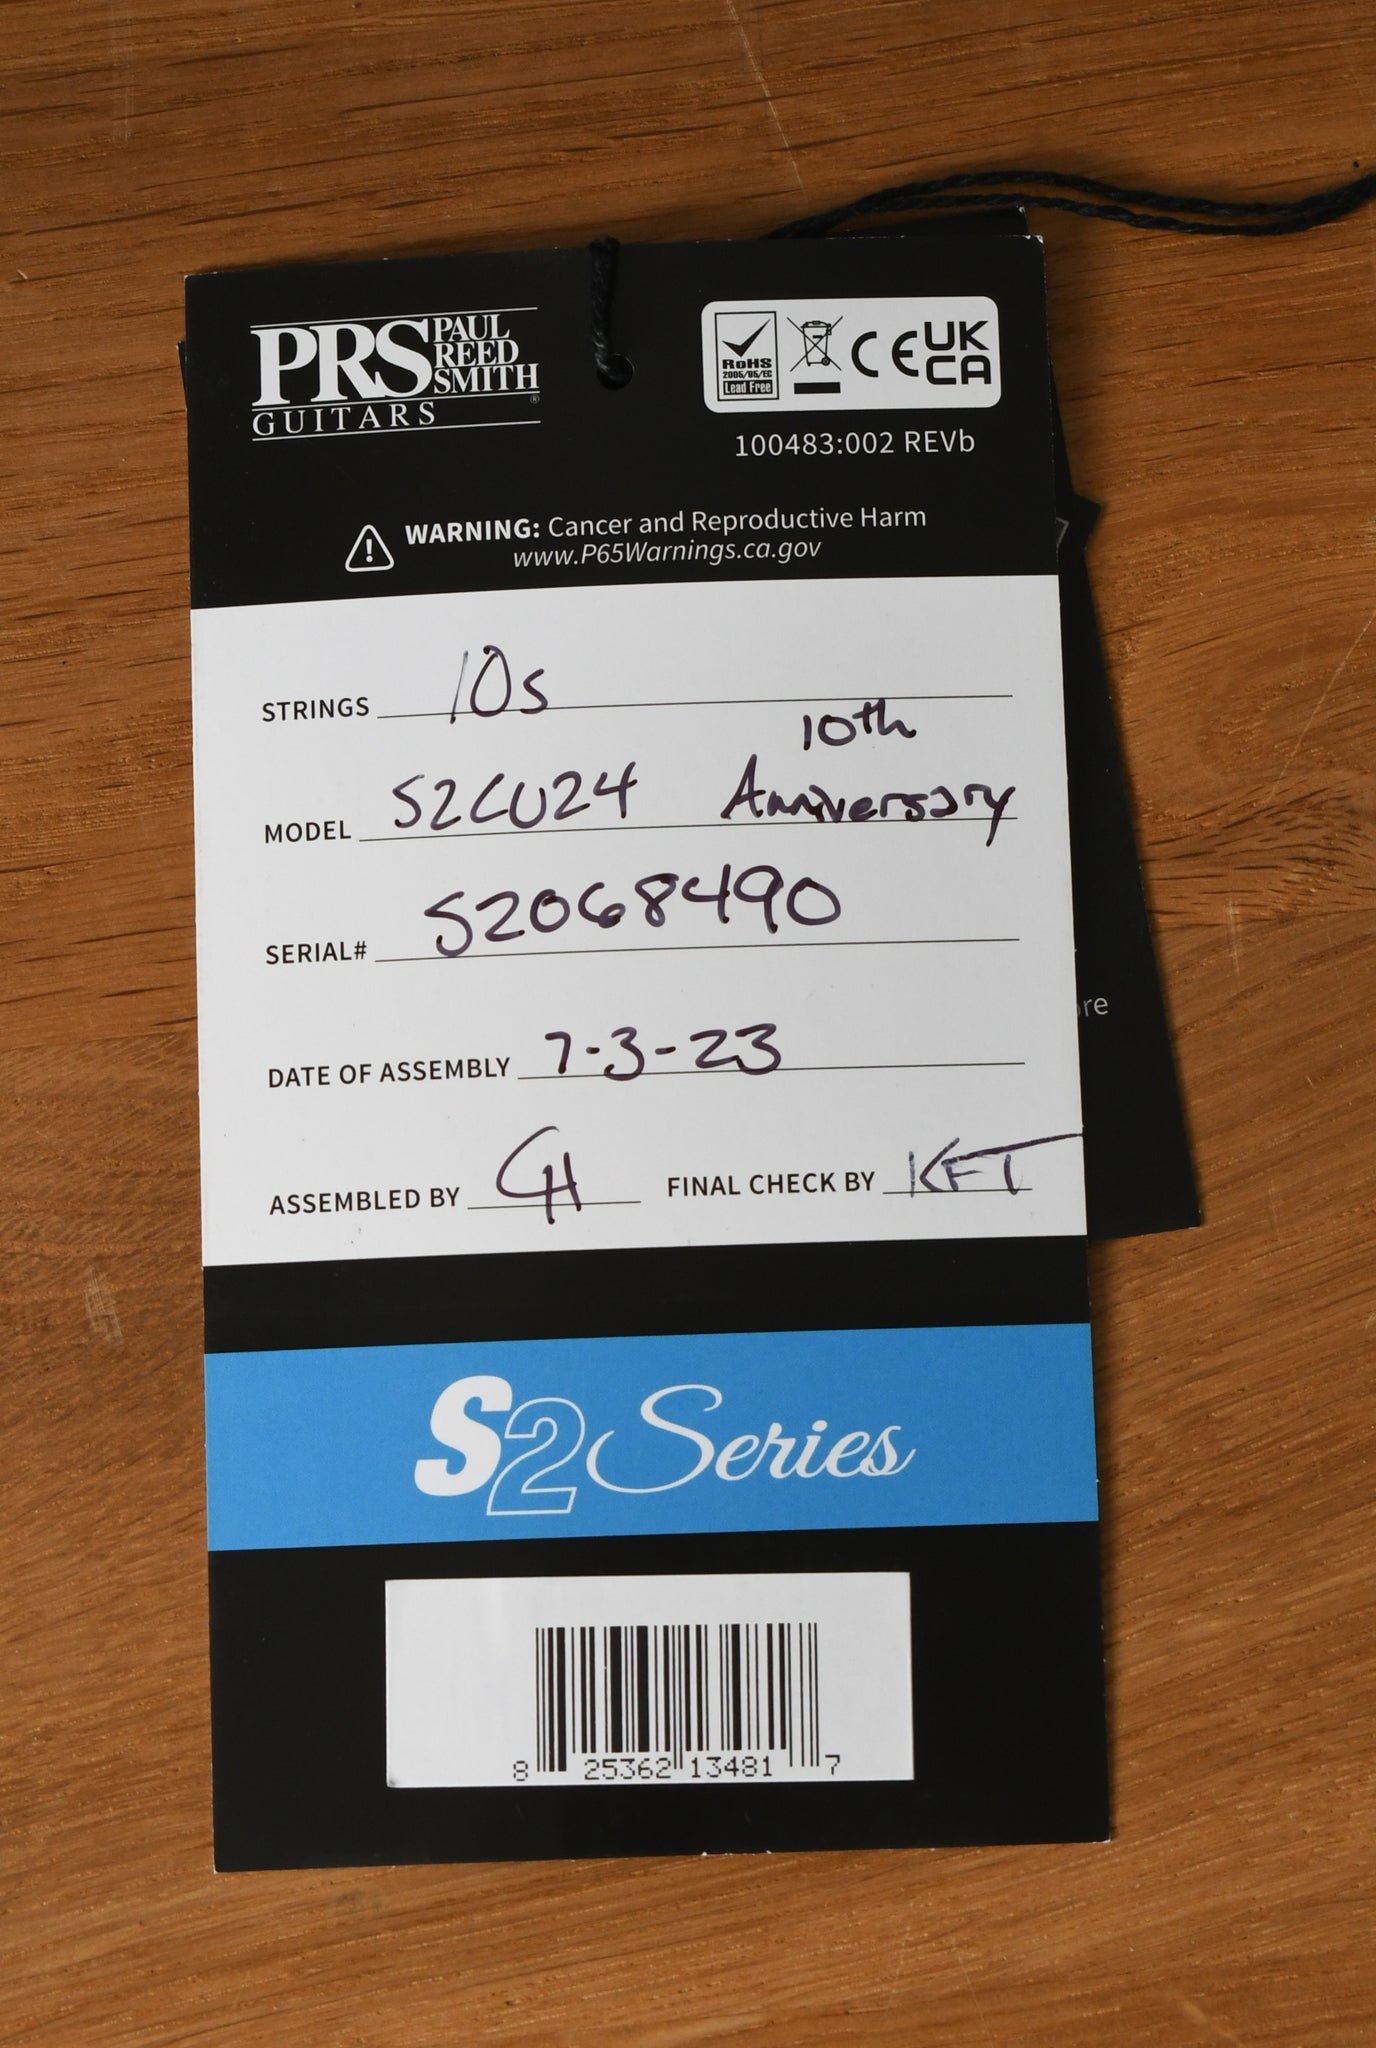 PRS PAUL REED SMITH
GUITARS ®
RoHS
2005/95/EC
Lead Free
CE UK CA
100483:002 REVb
WARNING: Cancer and Reproductive Harm
www.P65Warnings.ca.gov
STRINGS 10s
MODEL S2CU24 10th Anniversary
SERIAL# S2068490
DATE OF ASSEMBLY 7-3-23
ASSEMBLED BY CH FINAL CHECK BY KFT
S2 Series
8 25362 13481 7